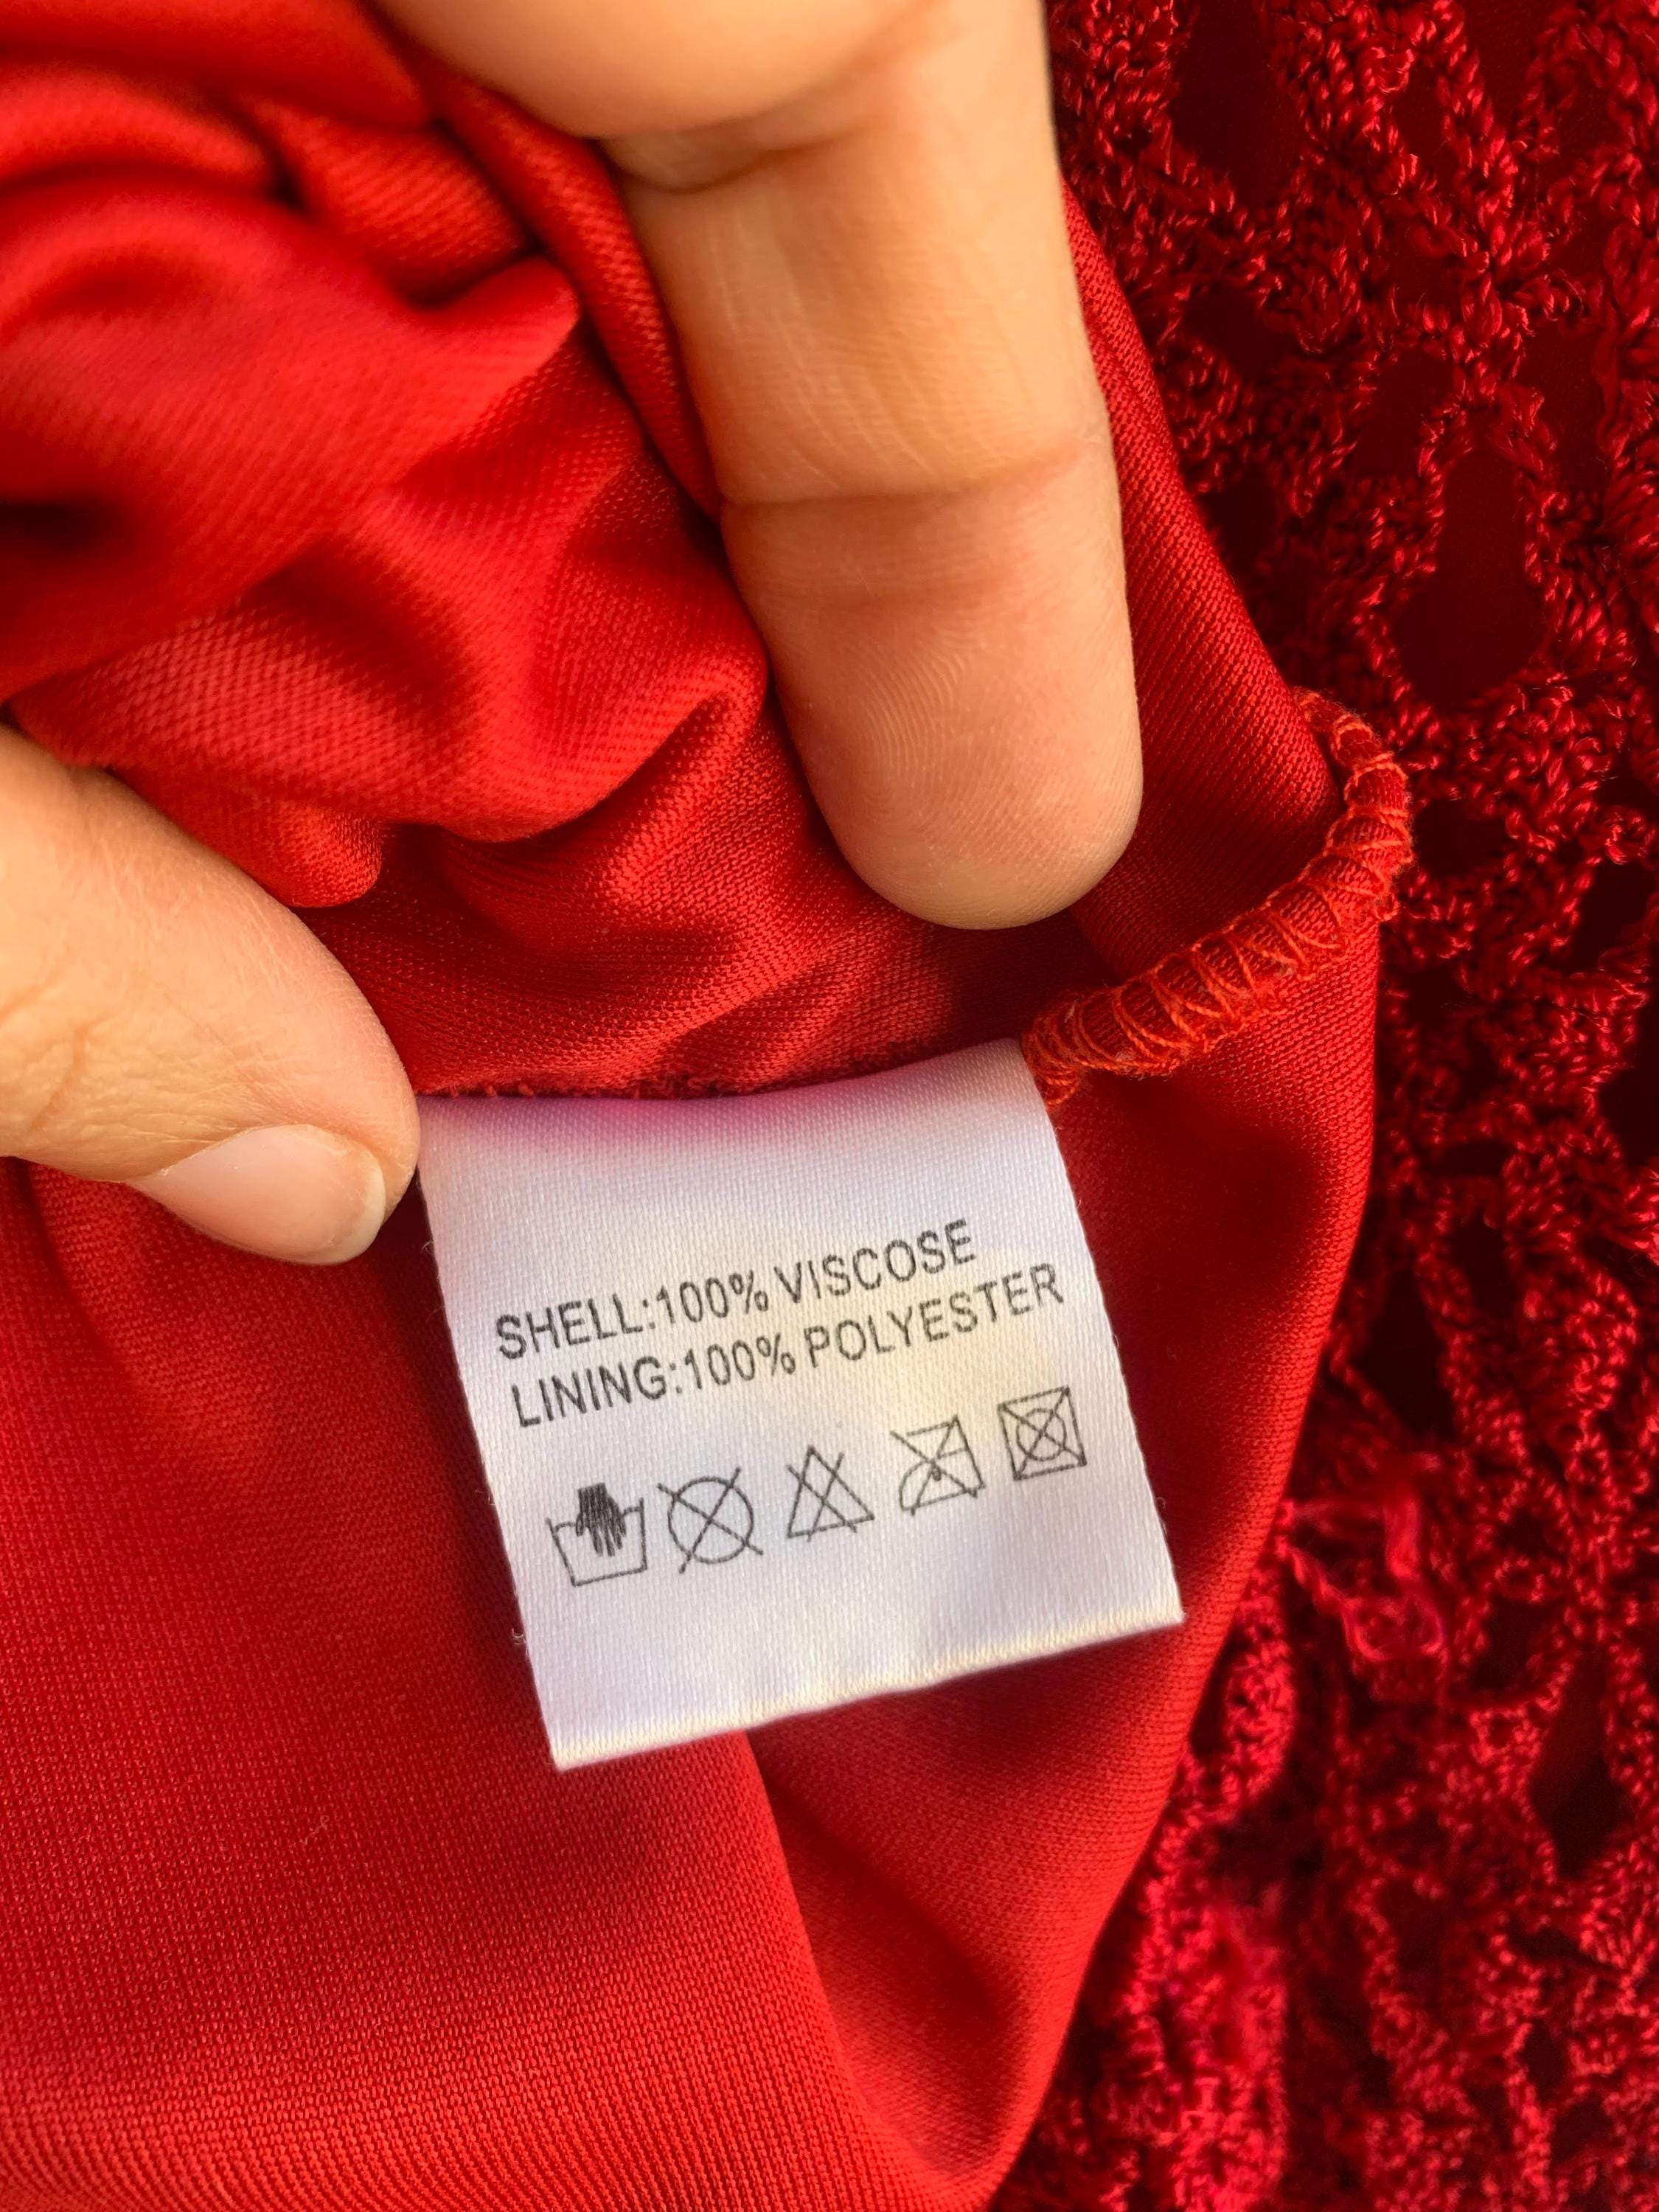 SHELL:100% VISCOSE
LINING:100% POLYESTER